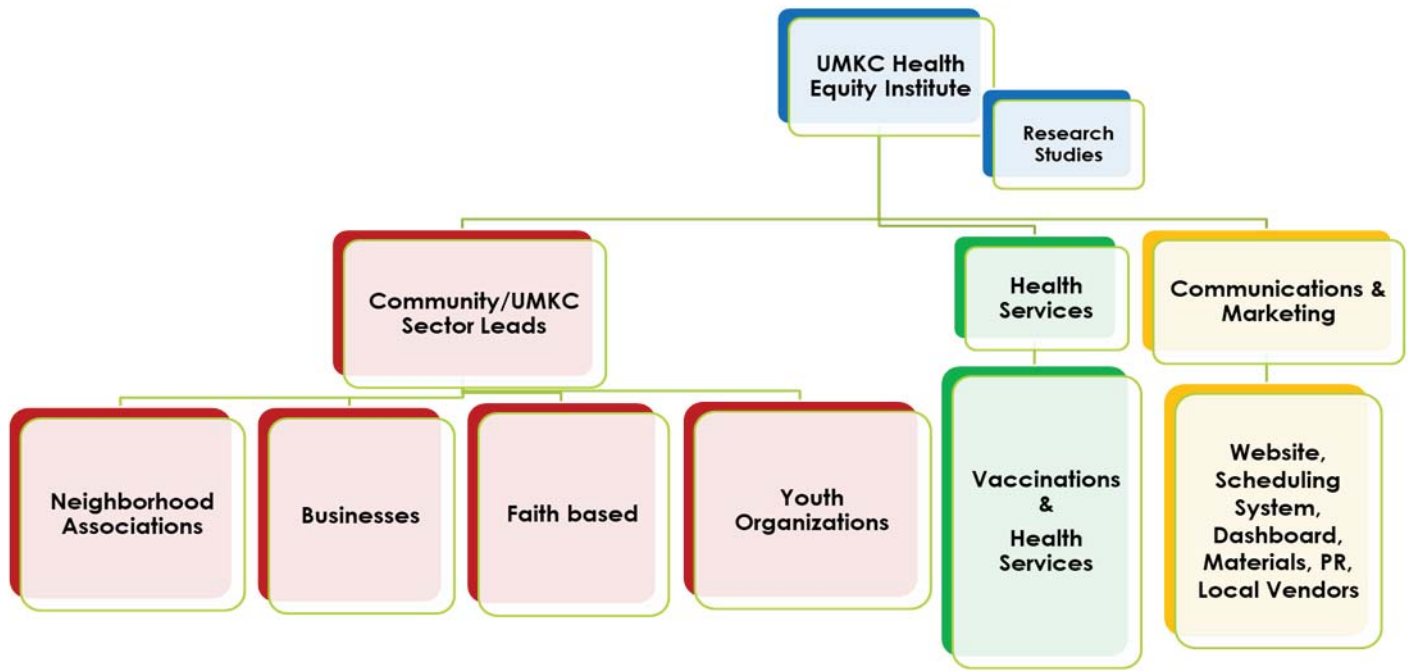 UMKC Health
Equity Institute
Research
Studies
Community/UMKC
Sector Leads
Health
Services
Communications &
Marketing
Neighborhood
Associations
Businesses
Faith based
Youth
Organizations
Vaccinations
&
Health
Services
Website,
Scheduling
System,
Dashboard,
Materials, PR,
Local Vendors